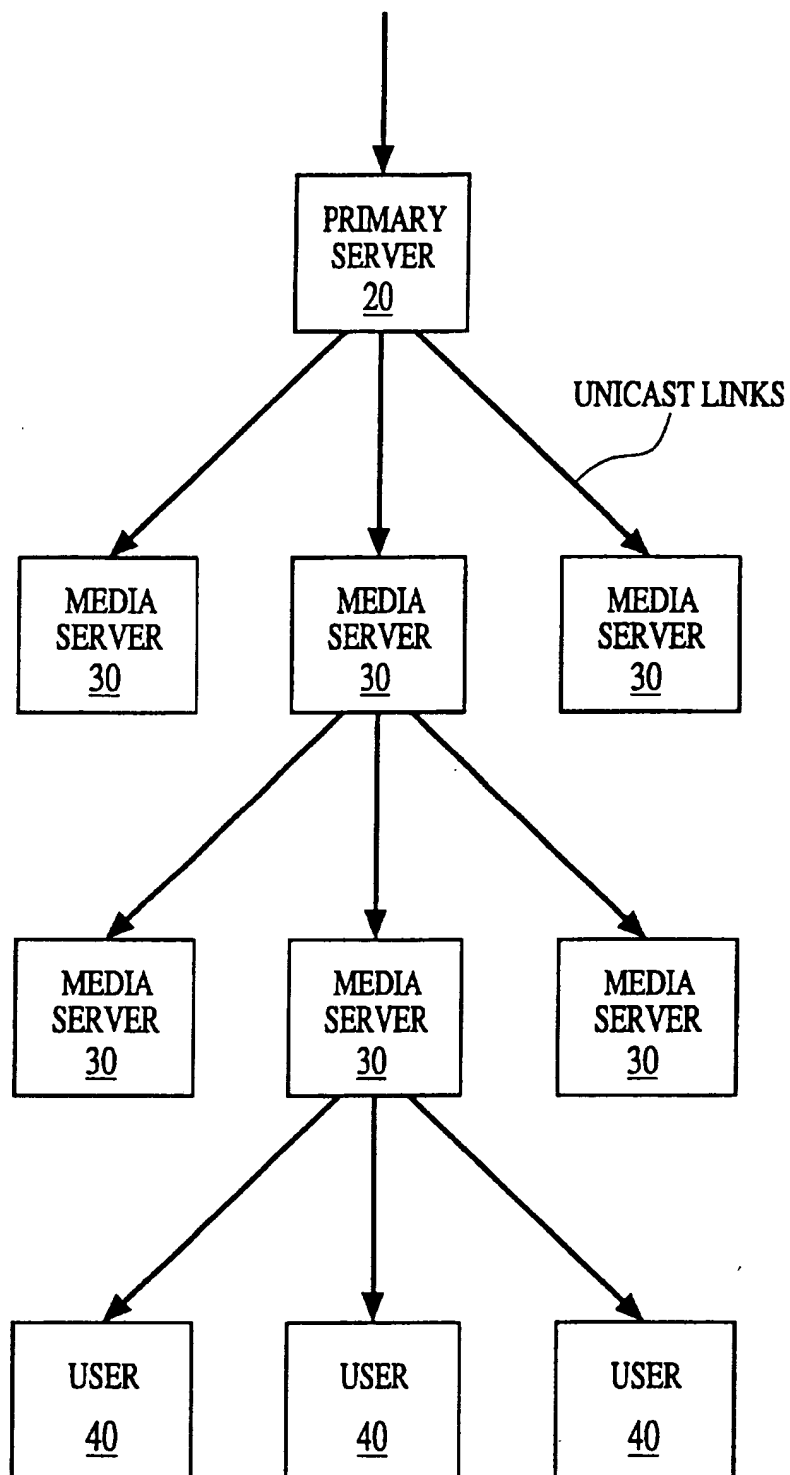 PRIMARY
SERVER
20
UNICAST LINKS
MEDIA
SERVER
30
MEDIA
SERVER
30
MEDIA
SERVER
30
MEDIA
SERVER
30
MEDIA
SERVER
30
MEDIA
SERVER
30
USER
40
USER
40
USER
40